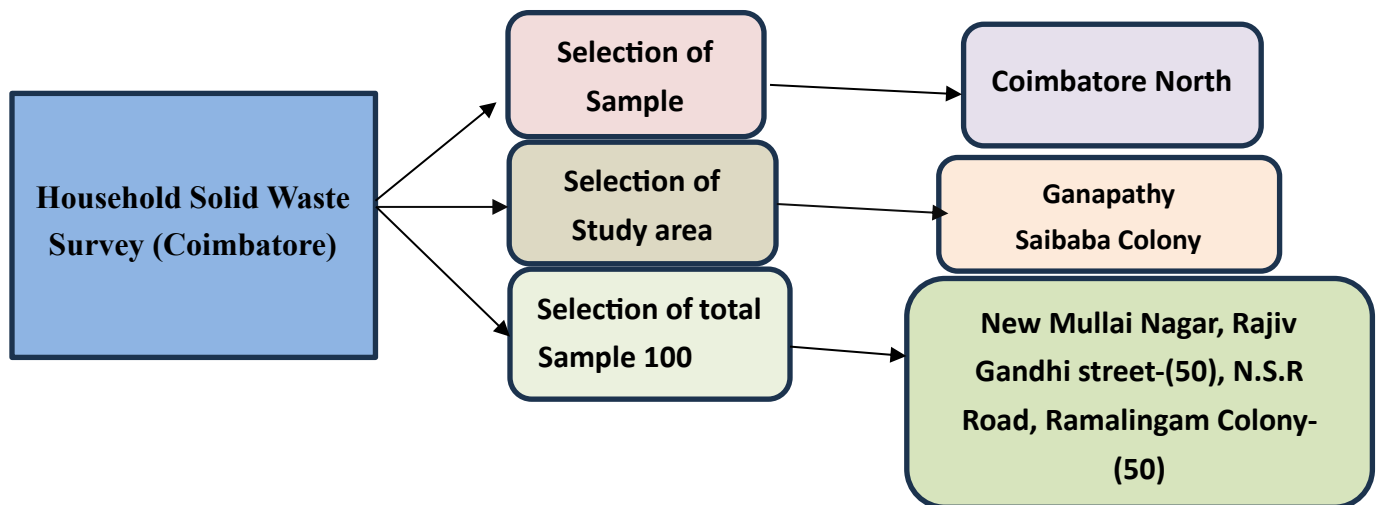 Household Solid Waste
Survey (Coimbatore)
Selection of
Sample
Coimbatore North
Selection of
Study area
Ganapathy
Saibaba Colony
Selection of total
Sample 100
New Mullai Nagar, Rajiv
Gandhi street-(50), N.S.R
Road, Ramalingam Colony-
(50)